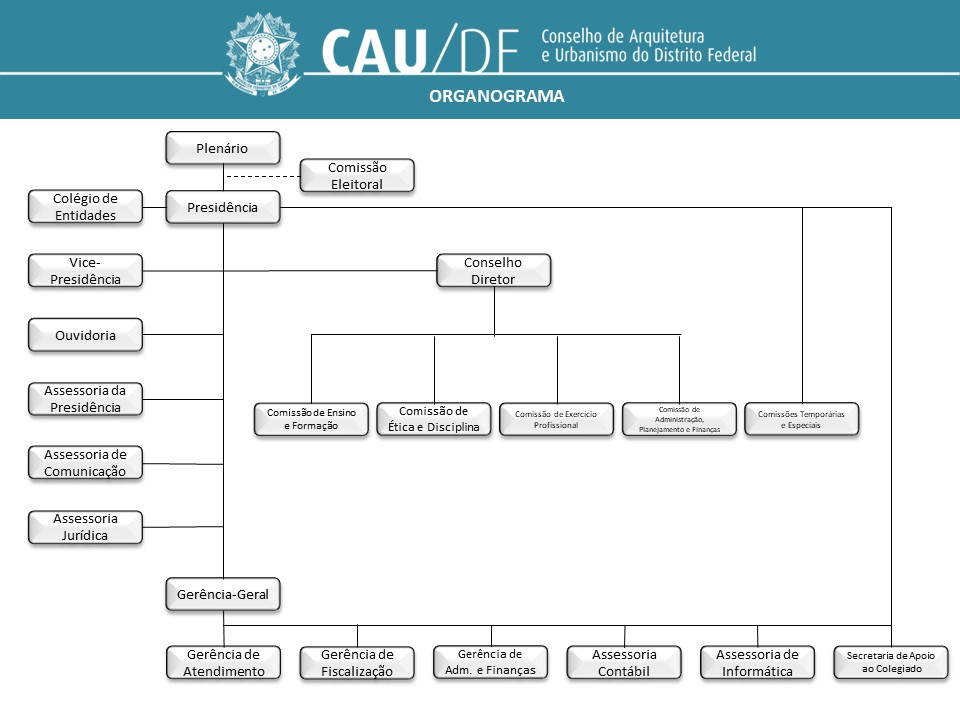 CAU/DF
Conselho de Arquitetura
e Urbanismo do Distrito Federal
ORGANOGRAMA
Plenário
Comissão
Eleitoral
Colégio de
Entidades
Presidência
Vice-
Presidência
Conselho
Diretor
Ouvidoria
Assessoria da
Presidência
Comissão de Ensino
e Formação
Comissão de
Ética e Disciplina
Comissão de Exercício
Profissional
Comissão de
Administração,
Planejamento e Finanças
Comissões Temporárias
e Especiais
Assessoria de
Comunicação
Assessoria
Jurídica
Gerência-Geral
Gerência de
Atendimento
Gerência de
Fiscalização
Gerência de
Adm. e Finanças
Assessoria
Contábil
Assessoria de
Informática
Secretaria de Apoio
ao Colegiado